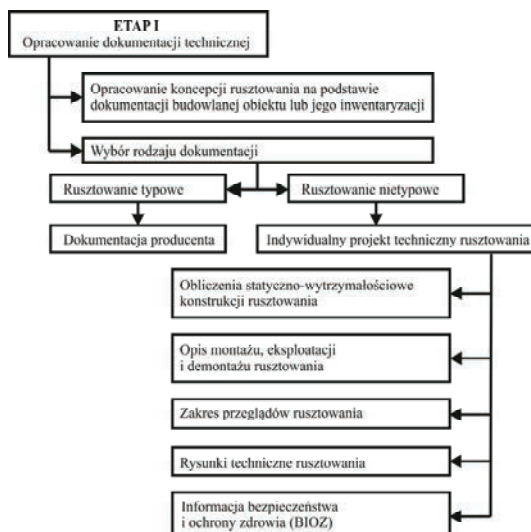 ETAP I
Opracowanie dokumentacji technicznej
Opracowanie koncepcji rusztowania na podstawie
dokumentacji budowlanej obiektu lub jego inwentaryzacji
Wybór rodzaju dokumentacji
Rusztowanie typowe
Rusztowanie nietypowe
Dokumentacja producenta
Indywidualny projekt techniczny rusztowania
Obliczenia statyczno-wytrzymałościowe
konstrukcji rusztowania
Opis montażu, eksploatacji
i demontażu rusztowania
Zakres przeglądów rusztowania
Rysunki techniczne rusztowania
Informacja bezpieczeństwa
i ochrony zdrowia (BIOZ)